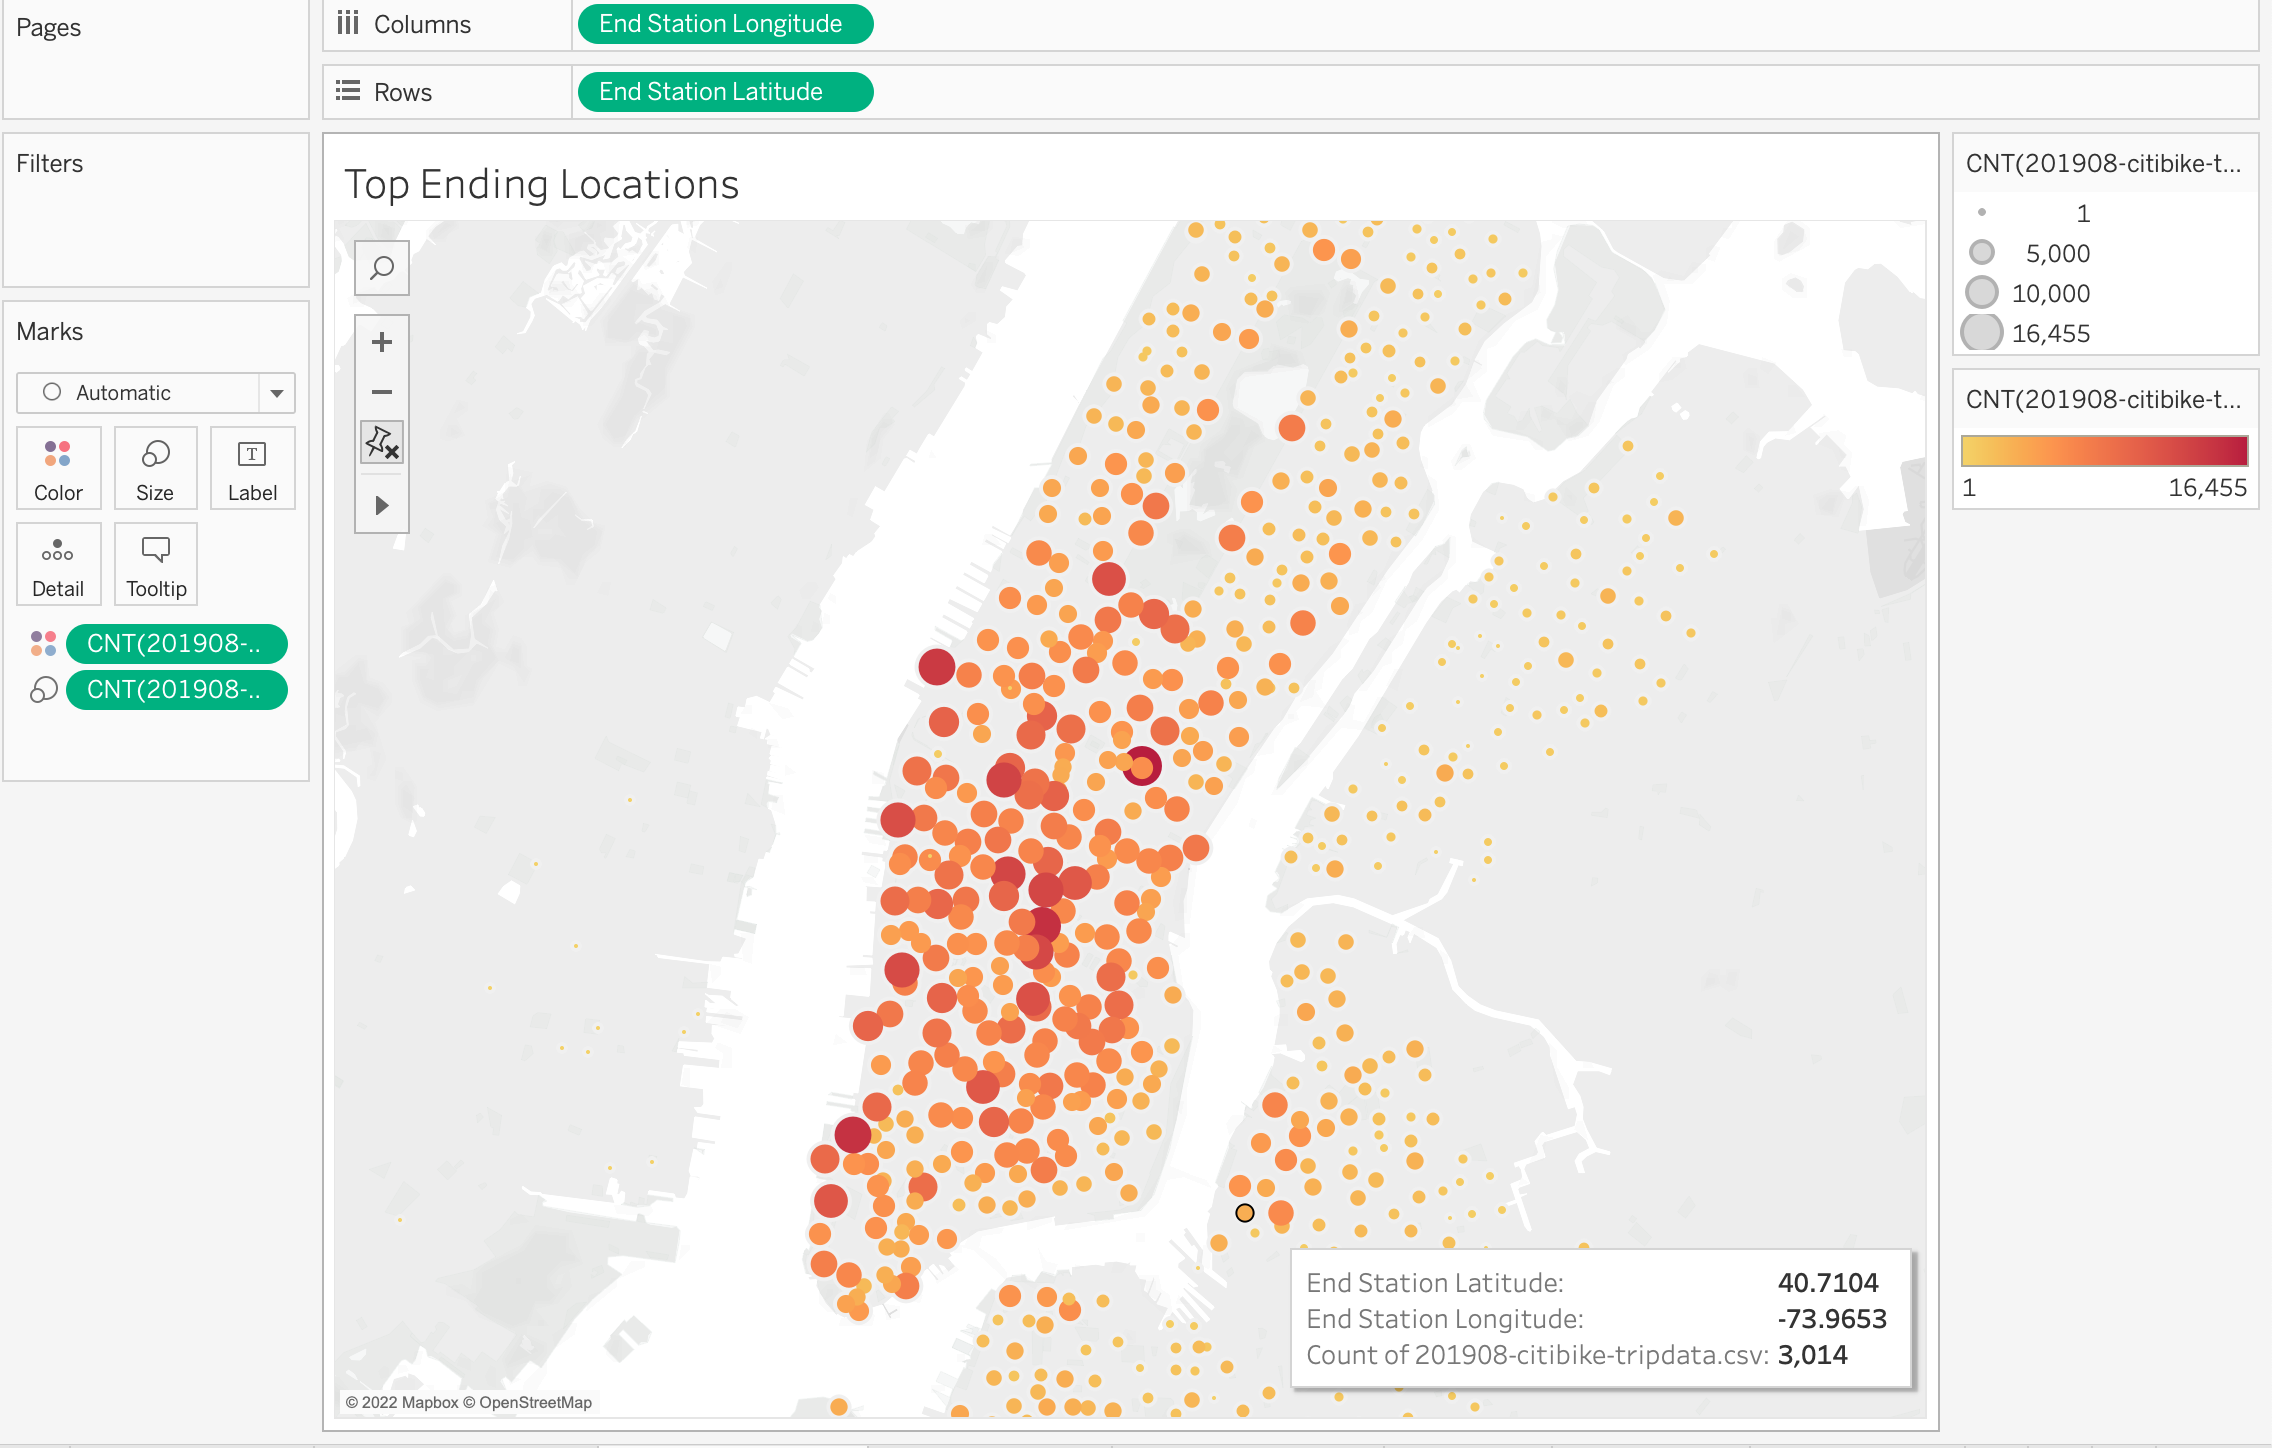 Pages
Columns
End Station Longitude
Rows
End Station Latitude
Filters
Marks
Automatic
Color
Size
T
Label
Detail
Tooltip
CNT(201908-..
CNT(201908-..
Top Ending Locations
CNT(201908-citibike-t...
1
5,000
10,000
16,455
CNT(201908-citibike-t...
1
16,455
End Station Latitude: 40.7104
End Station Longitude: -73.9653
Count of 201908-citibike-tripdata.csv: 3,014
© 2022 Mapbox © OpenStreetMap